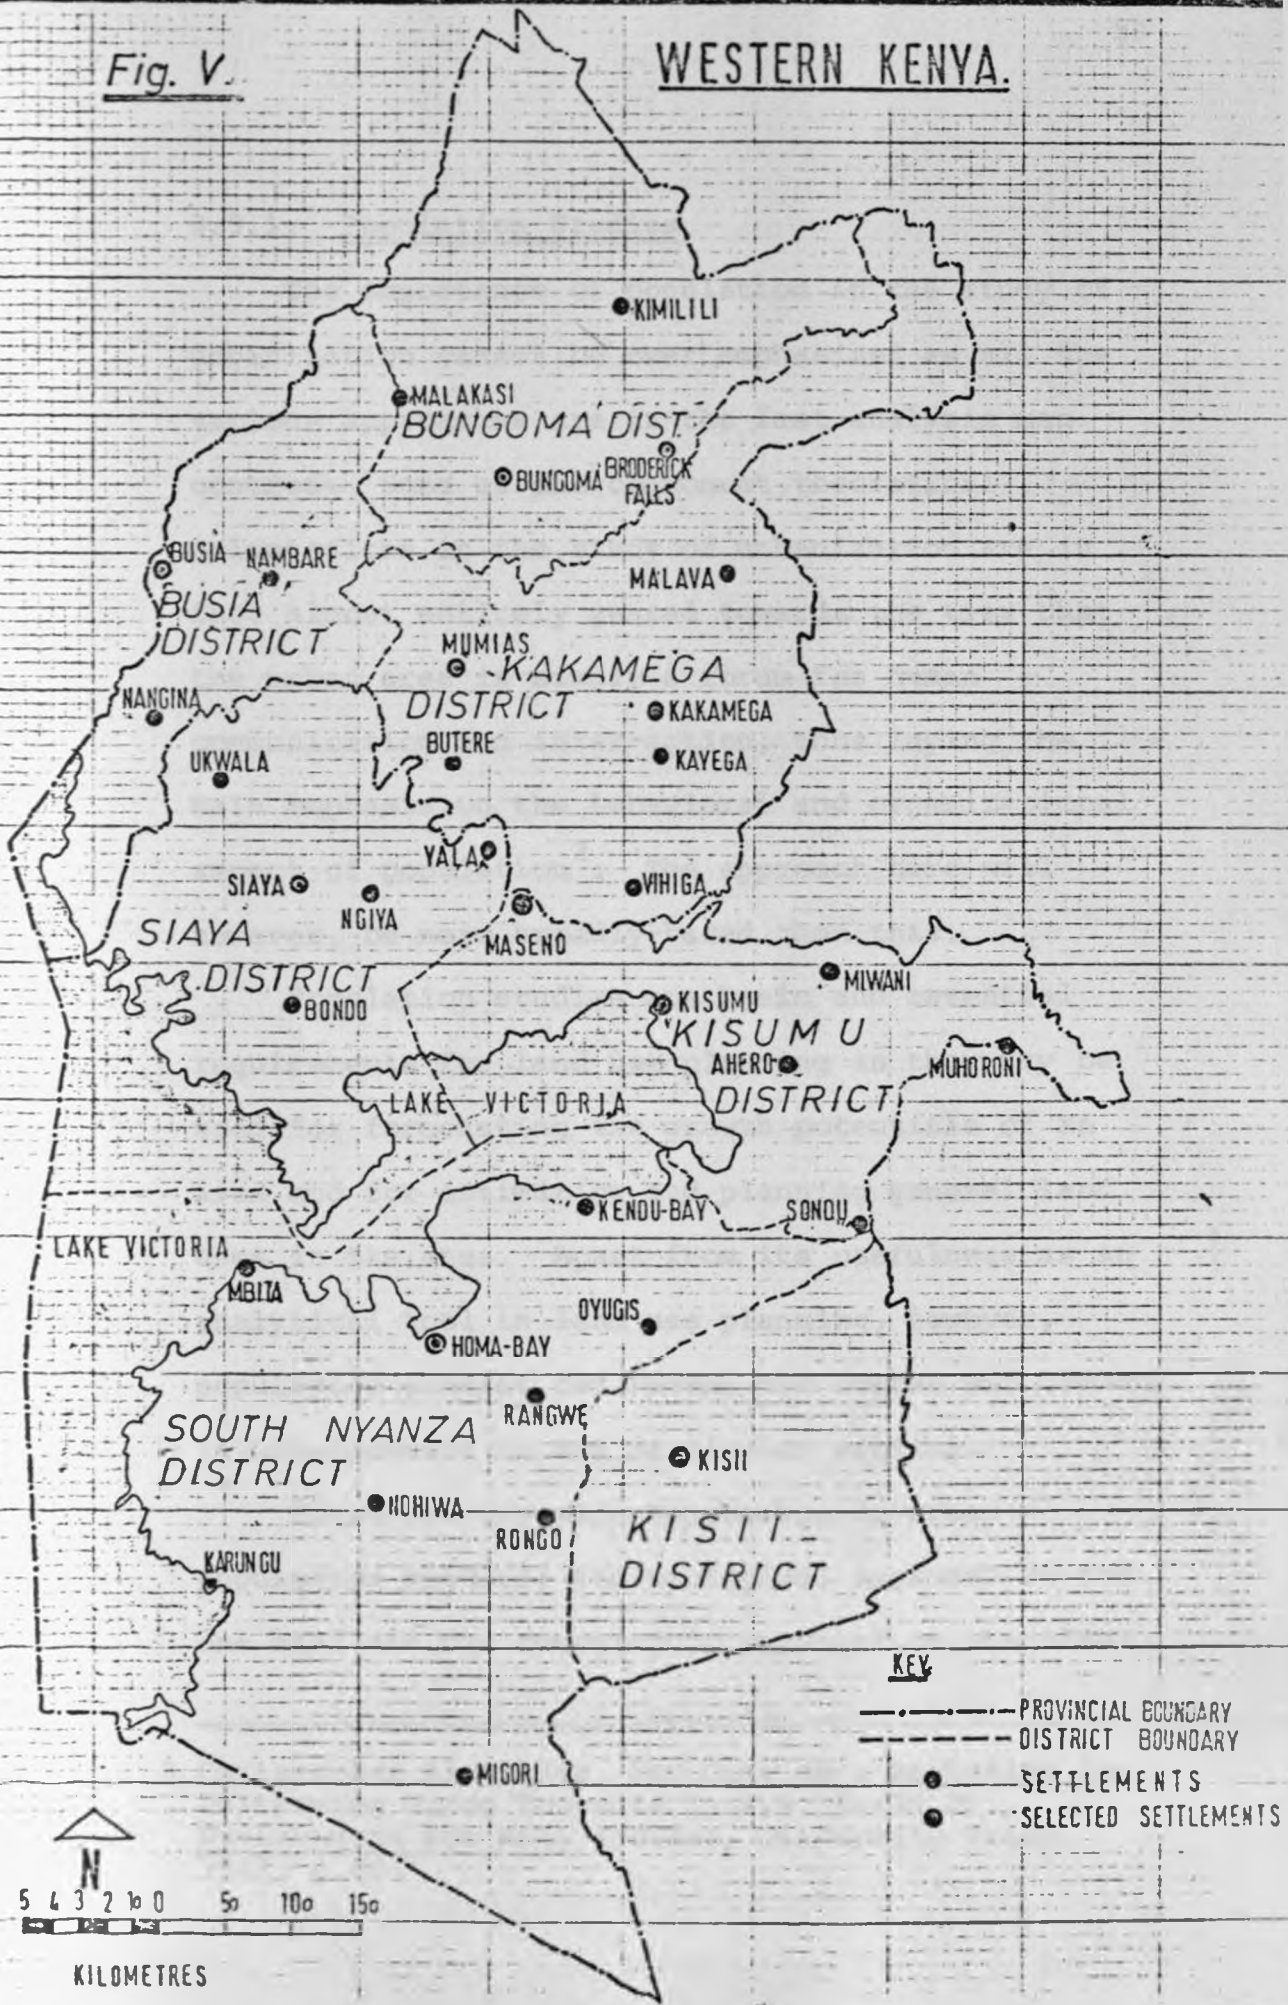 Fig. V.
WESTERN KENYA.
KIMILILI
MALAKASI
BUNGOMA DIST.
BUNGOMA
BRODERICK
FALLS
BUSIA
NAMBARE
MALAVA
BUSIA
DISTRICT
MUMIAS
KAKAMEGA
DISTRICT
NANGINA
KAKAMEGA
BUTERE
KAYEGA
UKWALA
YALA
SIAYA
NGIYA
VIHIGA
MASENO
SIAYA
DISTRICT
MIWANI
BONDO
KISUMU
KISUMU
AHERO
MUHORONI
DISTRICT
LAKE VICTORIA
KENDU-BAY
SONDU
LAKE VICTORIA
MBITA
OYUGIS
HOMA-BAY
RANGWE
SOUTH NYANZA
DISTRICT
KISII
NDHIWA
RONGO
KISII
DISTRICT
KARUNGU
KEY
PROVINCIAL BOUNDARY
DISTRICT BOUNDARY
MIGORI
SETTLEMENTS
SELECTED SETTLEMENTS
N
5 4 3 2 10 0 50 100 150
KILOMETRES